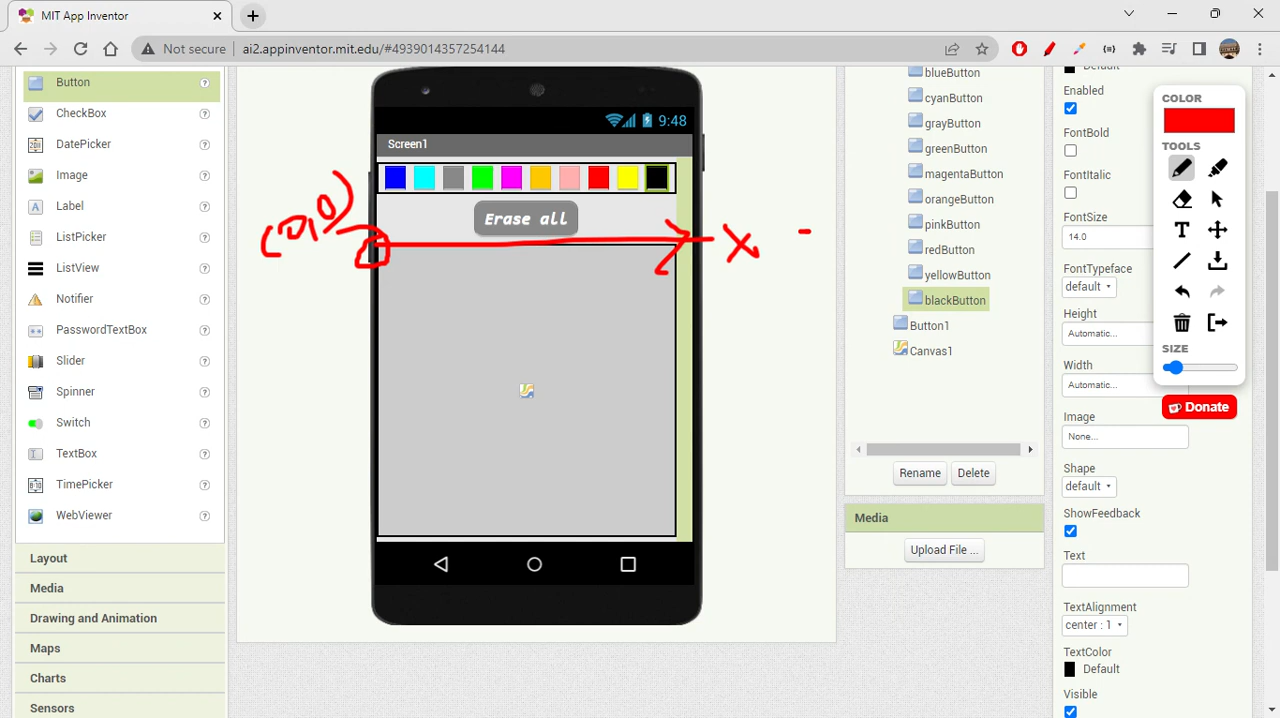 MIT App Inventor
Not secure
ai2.appinventor.mit.edu/#4939014357254144
Button
CheckBox
DatePicker
Image
Label
ListPicker
ListView
Notifier
PasswordTextBox
Slider
Spinner
Switch
TextBox
TimePicker
WebViewer
Layout
Media
Drawing and Animation
Maps
Charts
Sensors
9:48
Screen1
Erase all
(0,0)
X
blueButton
cyanButton
grayButton
greenButton
magentaButton
orangeButton
pinkButton
redButton
yellowButton
blackButton
Button1
Canvas1
Rename
Delete
Media
Upload File ...
Default
Enabled
FontBold
FontItalic
FontSize
14.0
FontTypeface
default
Height
Automatic...
Width
Automatic...
Image
None...
Shape
default
ShowFeedback
Text
TextAlignment
center : 1
TextColor
Default
Visible
COLOR
TOOLS
T
SIZE
Donate